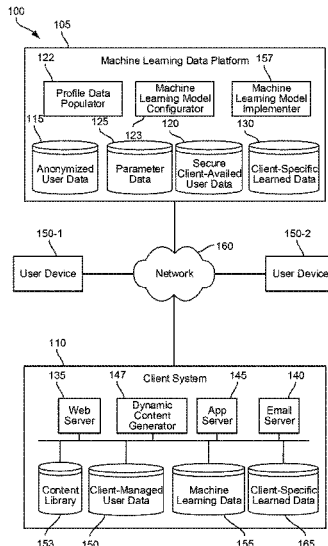 100
105
Machine Learning Data Platform
122
157
Profile Data Populator
Machine Learning Model Configurator
Machine Learning Model Implementer
115
125
123
120
130
Anonymized User Data
Parameter Data
Secure Client-Availed User Data
Client-Specific Learned Data
150-1
160
150-2
User Device
Network
User Device
110
Client System
135
147
145
140
Web Server
Dynamic Content Generator
App Server
Email Server
Content Library
Client-Managed User Data
Machine Learning Data
Client-Specific Learned Data
153
150
155
165